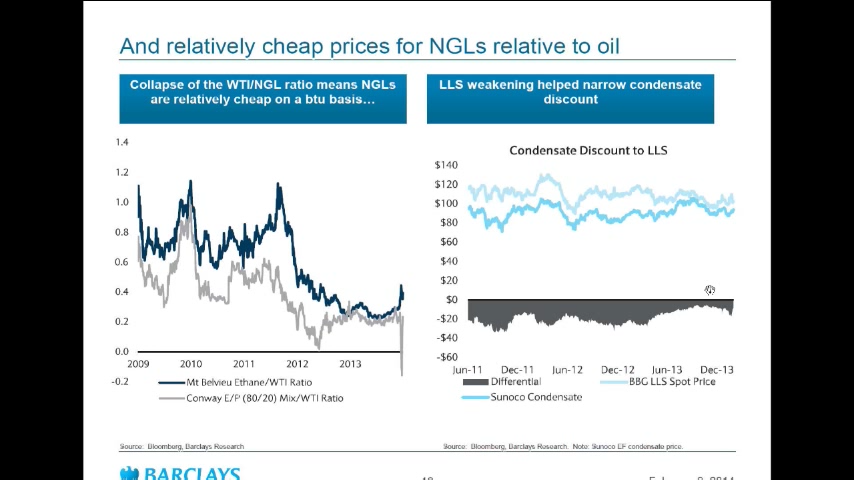 And relatively cheap prices for NGLs relative to oil
Collapse of the WTI/NGL ratio means NGLs
are relatively cheap on a btu basis…
LLS weakening helped narrow condensate
discount
1.4
1.2
1.0
0.8
0.6
0.4
0.2
0.0
-0.2
2009 2010 2011 2012 2013
Mt Belvieu Ethane/WTI Ratio
Conway E/P (80/20) Mix/WTI Ratio
Condensate Discount to LLS
$140
$120
$100
$80
$60
$40
$20
$0
-$20
-$40
-$60
Jun-11 Dec-11 Jun-12 Dec-12 Jun-13 Dec-13
Differential
BBG LLS Spot Price
Sunoco Condensate
Source: Bloomberg, Barclays Research
Source: Bloomberg, Barclays Research. Note: Sunoco EF condensate price.
BARCLAYS